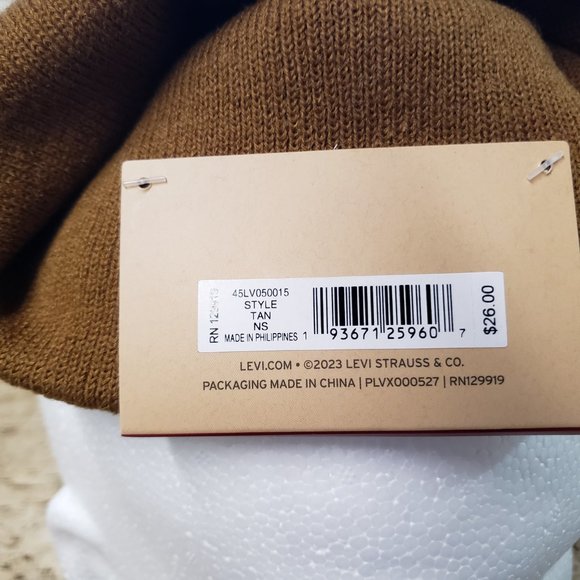 45LV050015
STYLE
TAN
NS
MADE IN PHILIPPINES
1 93671 25960 7
$26.00
LEVI.COM • ©2023 LEVI STRAUSS & CO.
PACKAGING MADE IN CHINA | PLVX000527 | RN129919